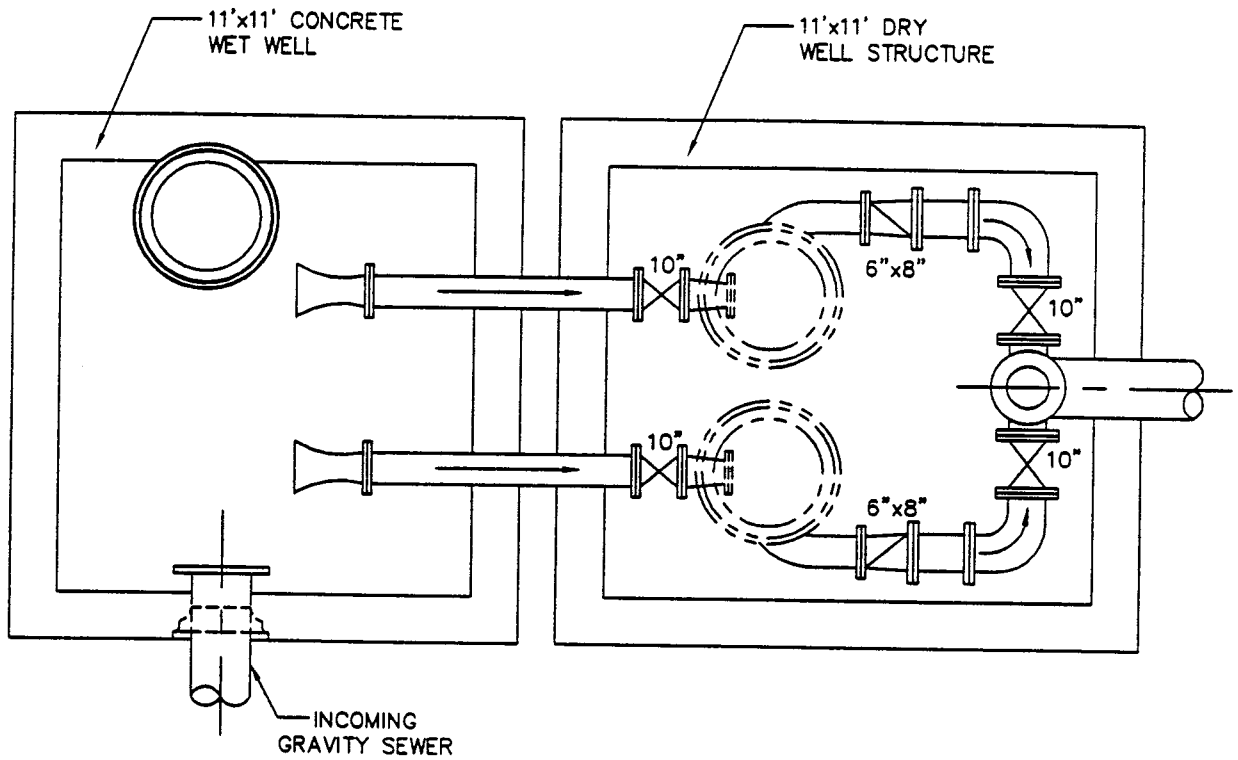 11'x11' CONCRETE
WET WELL
11'x11' DRY
WELL STRUCTURE
10"
6"x8"
10"
10"
10"
6"x8"
INCOMING
GRAVITY SEWER